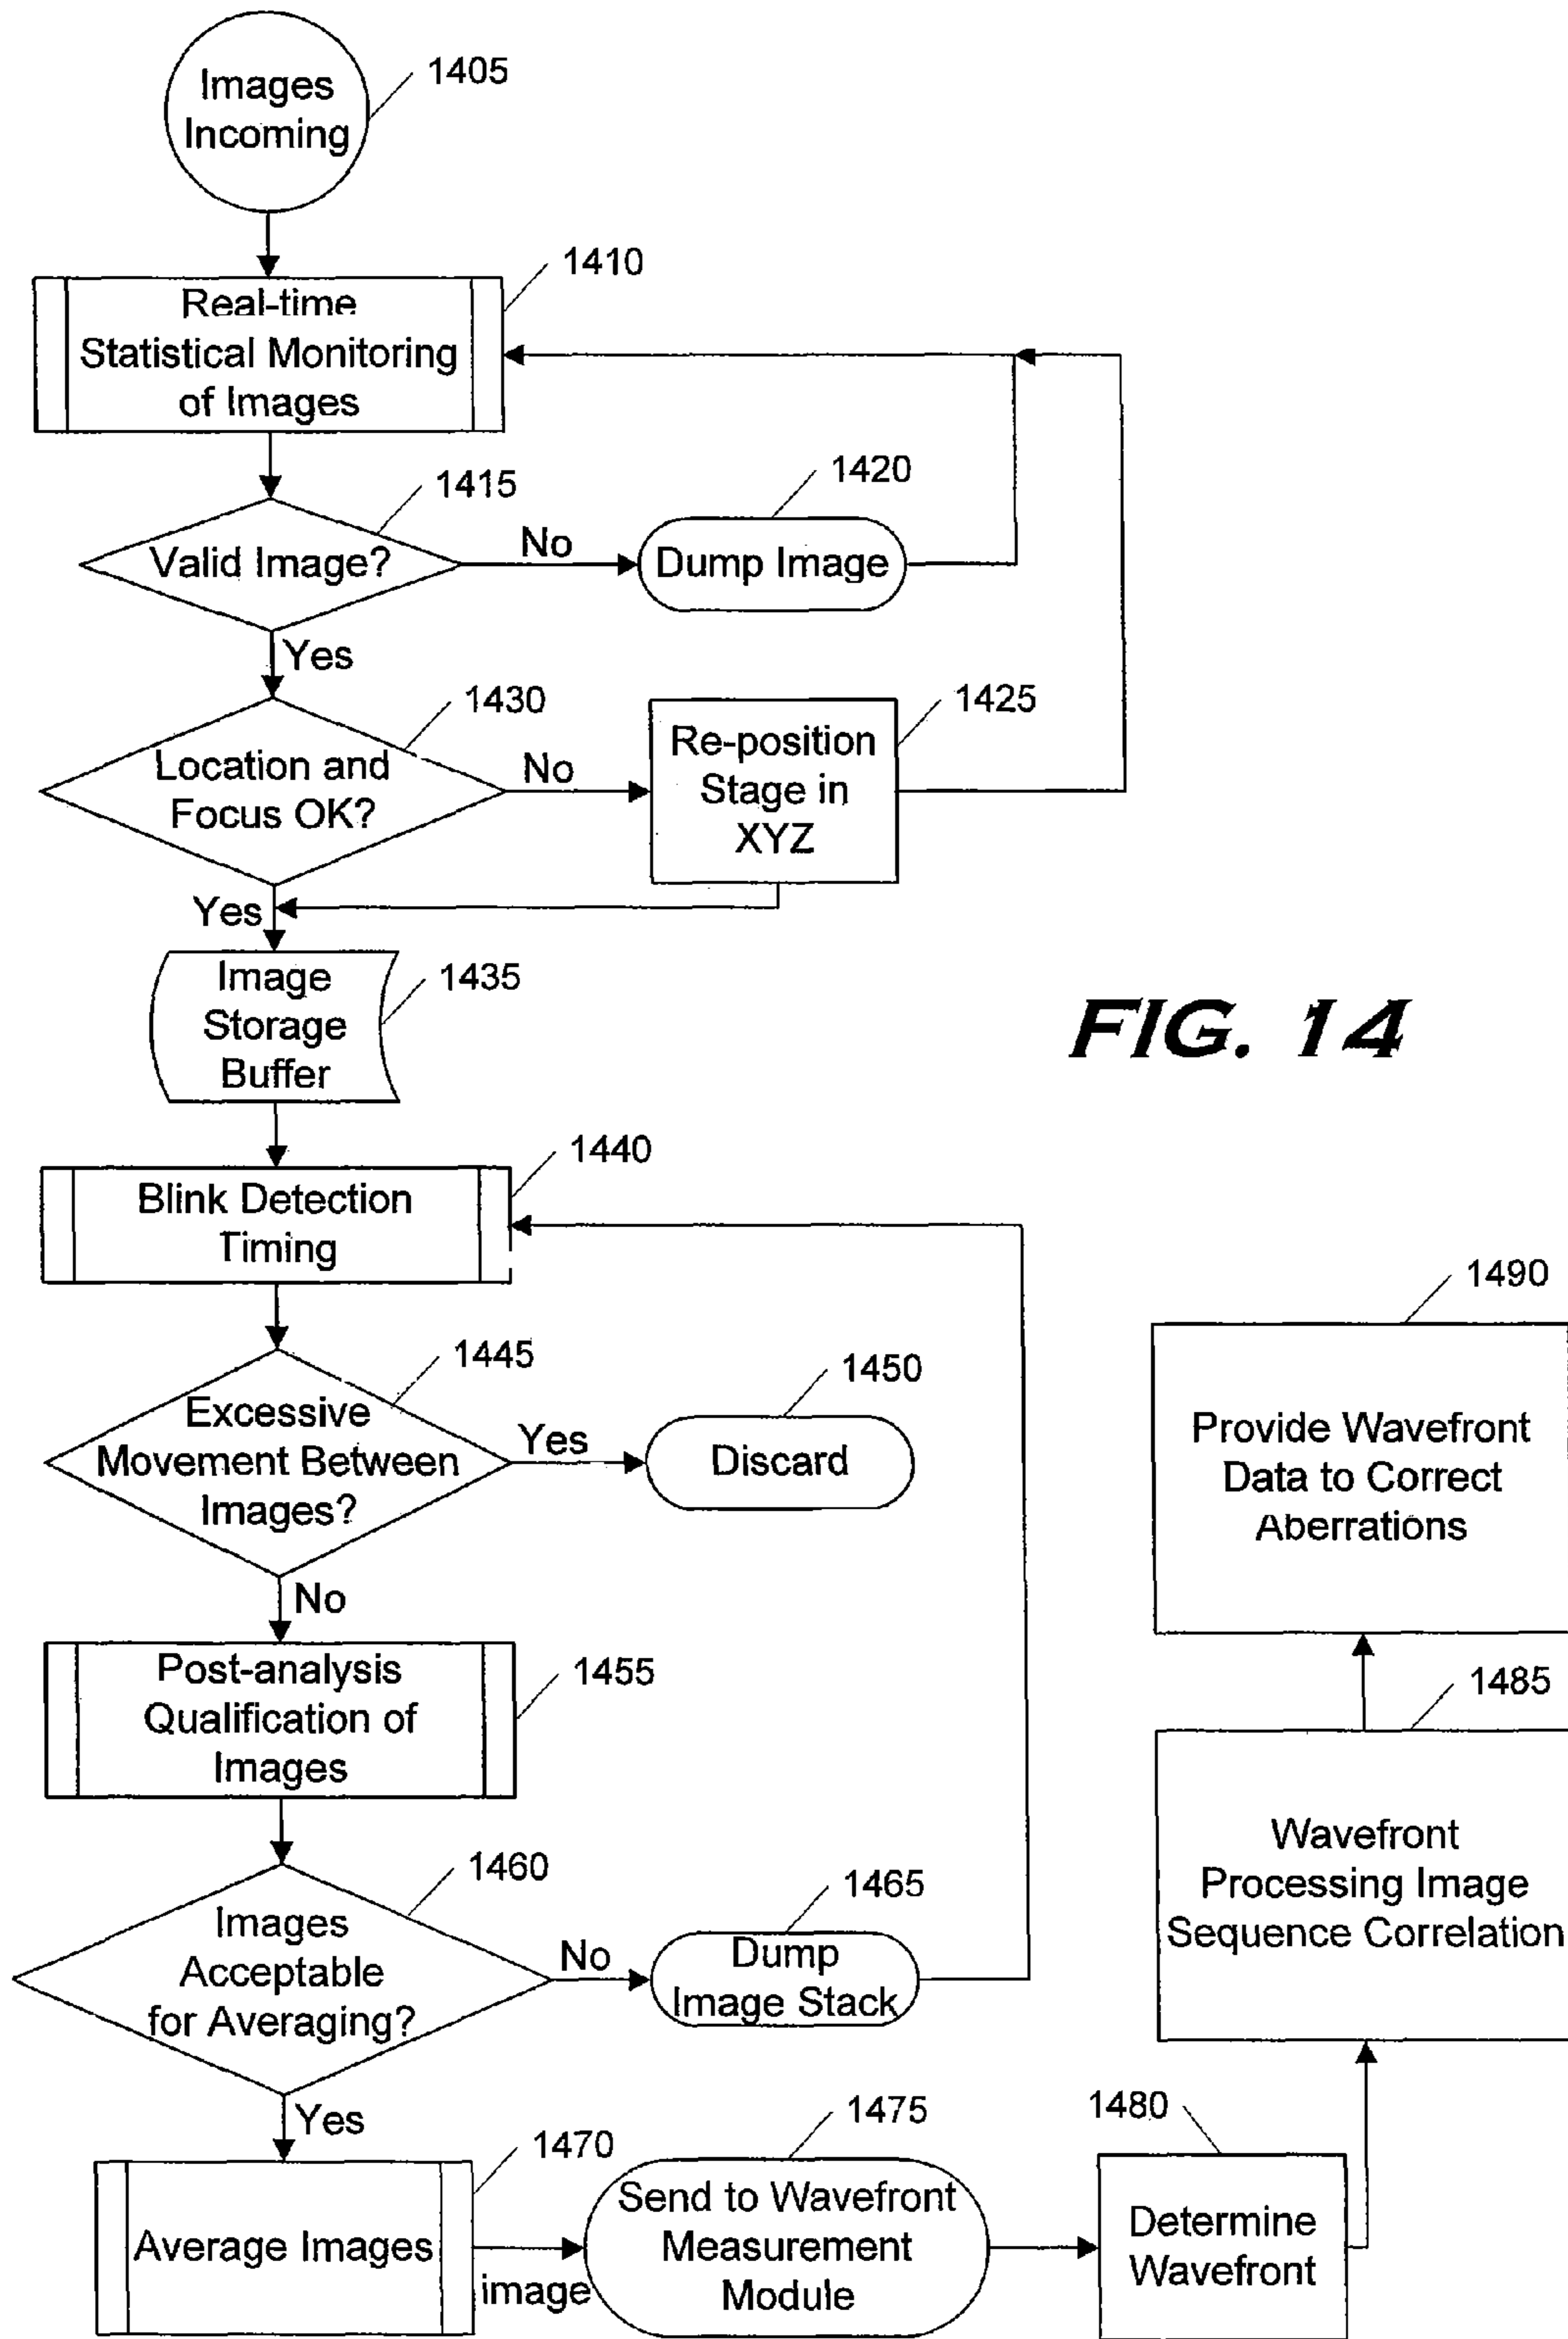 Images
Incoming
1405
1410
Real-time
Statistical Monitoring
of Images
1415
Valid Image?
No
1420
Dump Image
Yes
1430
Location and
Focus OK?
No
1425
Re-position
Stage in
XYZ
Yes
1435
Image
Storage
Buffer
FIG. 14
1440
Blink Detection
Timing
1445
Excessive
Movement Between
Images?
Yes
1450
Discard
No
1455
Post-analysis
Qualification of
Images
1460
Images
Acceptable
for Averaging?
No
1465
Dump
Image Stack
Yes
1470
Average Images
image
1475
Send to Wavefront
Measurement
Module
1480
Determine
Wavefront
1485
Wavefront
Processing Image
Sequence Correlation
1490
Provide Wavefront
Data to Correct
Aberrations